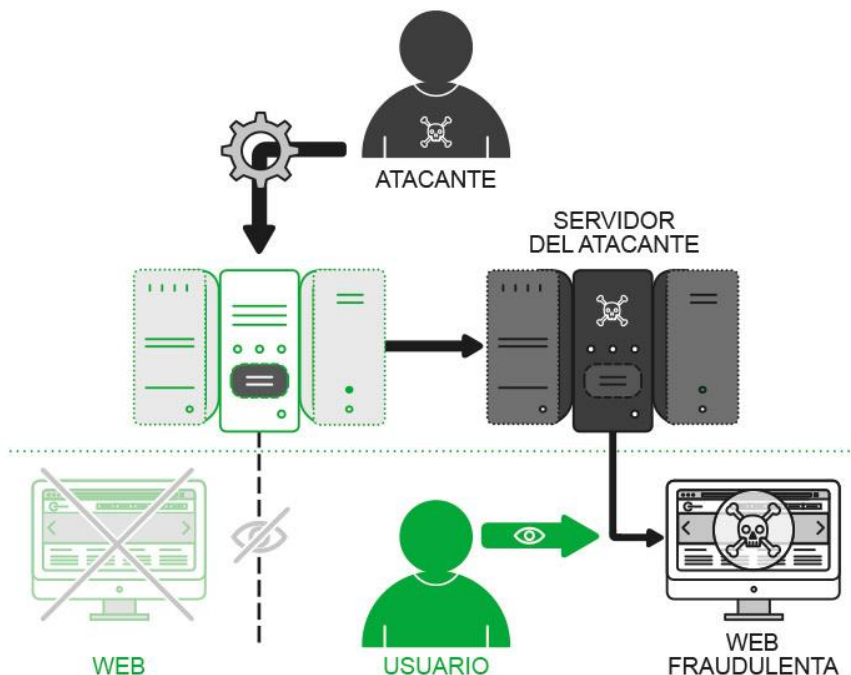 ATACANTE
SERVIDOR
DEL ATACANTE
WEB
USUARIO
WEB
FRAUDULENTA